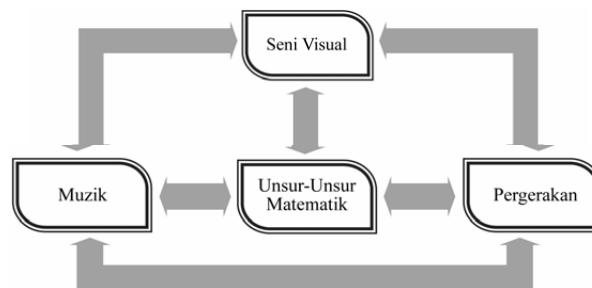 Seni Visual
Muzik
Unsur-Unsur
Matematik
Pergerakan